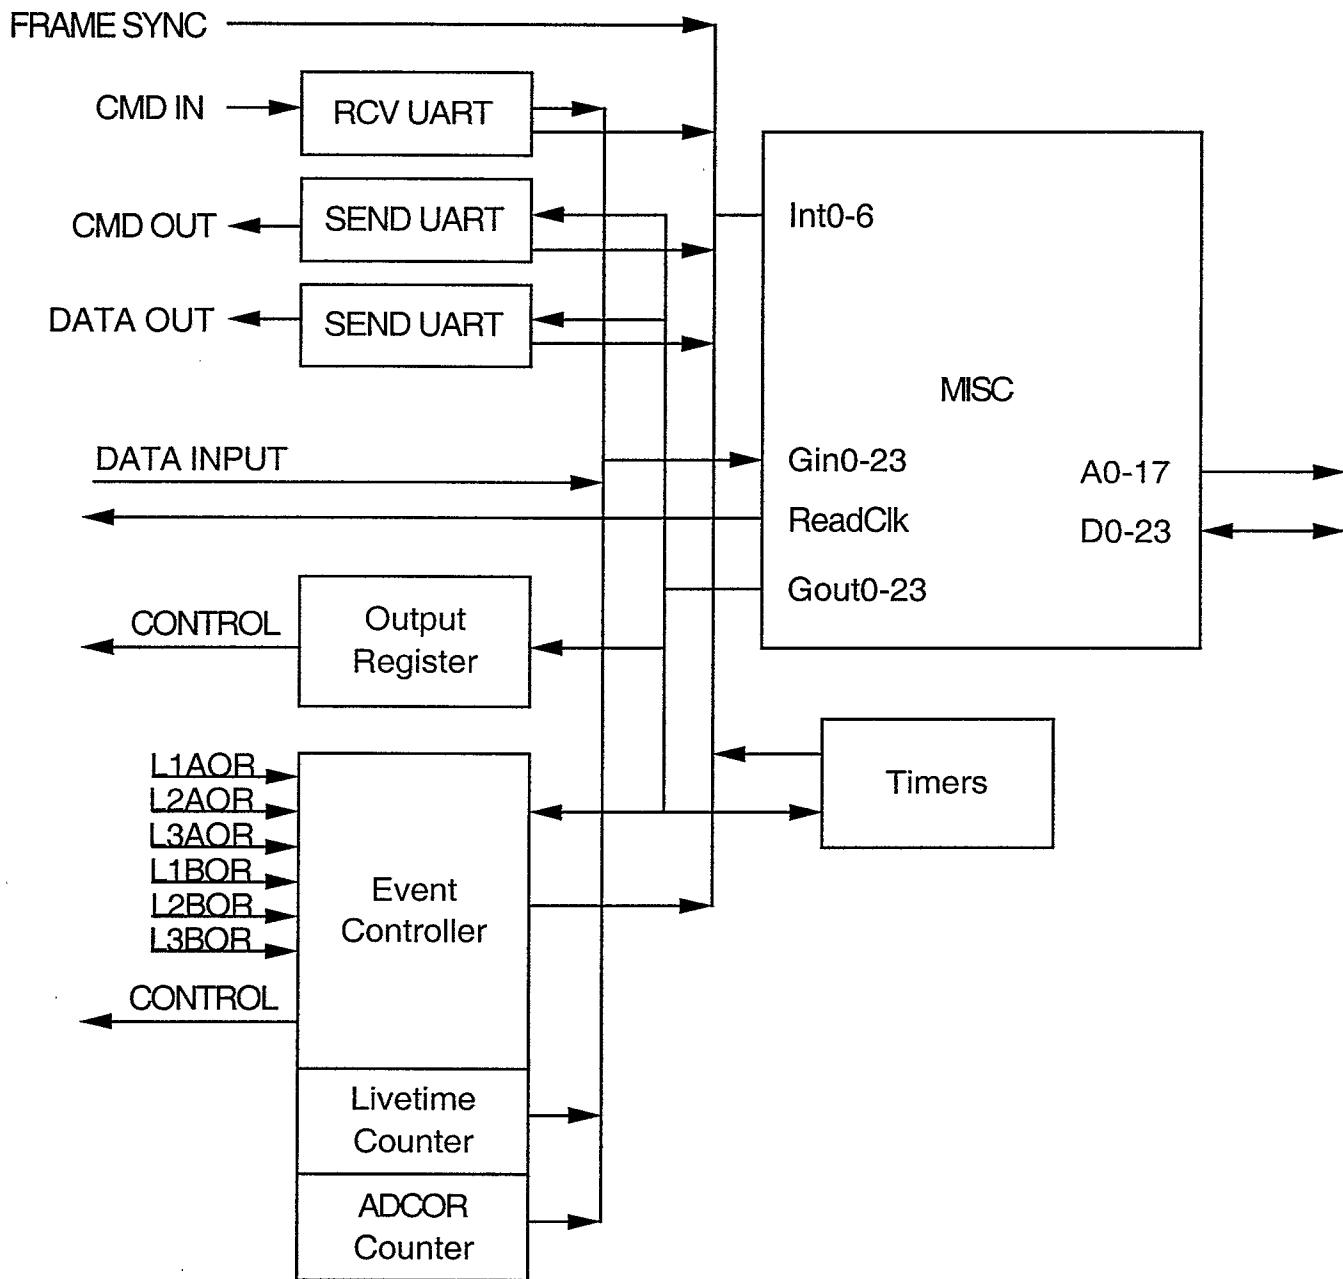 FRAME SYNC
CMD IN
RCV UART
CMD OUT
SEND UART
Int0-6
DATA OUT
SEND UART
MISC
DATA INPUT
Gin0-23
A0-17
ReadClk
D0-23
Gout0-23
CONTROL
Output
Register
Timers
L1AOR
L2AOR
L3AOR
L1BOR
L2BOR
L3BOR
Event
Controller
CONTROL
Livetime
Counter
ADCOR
Counter